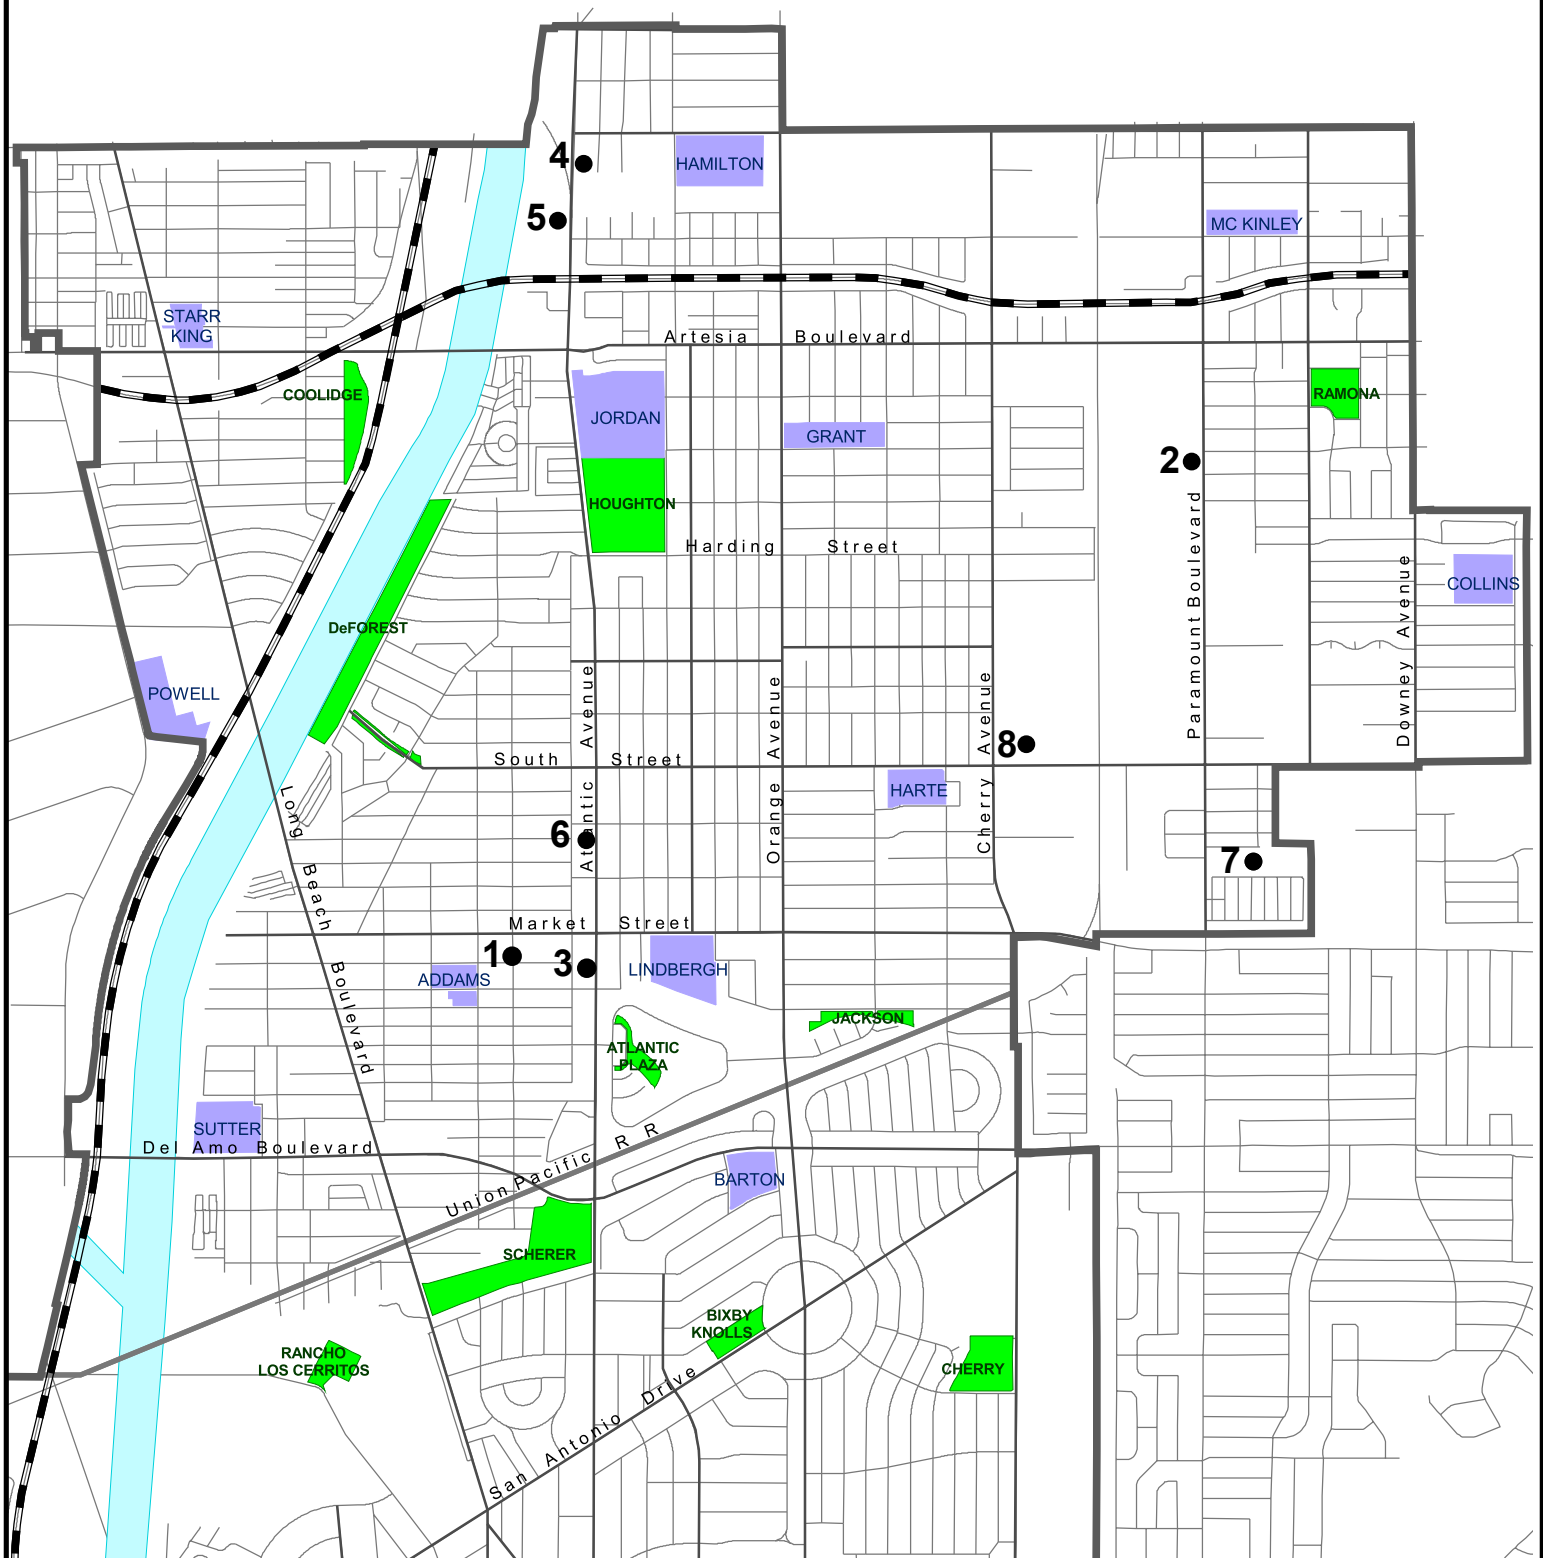 4
HAMILTON
5
MC KINLEY
STARR
KING
Artesia Boulevard
COOLIDGE
RAMONA
JORDAN
GRANT
2
HOUGHTON
Harding Street
COLLINS
DeFOREST
Paramount Boulevard
Downey Avenue
POWELL
Atlantic Avenue
Orange Avenue
Cherry Avenue
8
South Street
HARTE
Long Beach Boulevard
6
7
Market Street
1
3
ADDAMS
LINDBERGH
JACKSON
ATLANTIC
PLAZA
SUTTER
Del Amo Boulevard
Union Pacific R R
BARTON
SCHERER
BIXBY
KNOLLS
RANCHO
LOS CERRITOS
CHERRY
San Antonio Drive